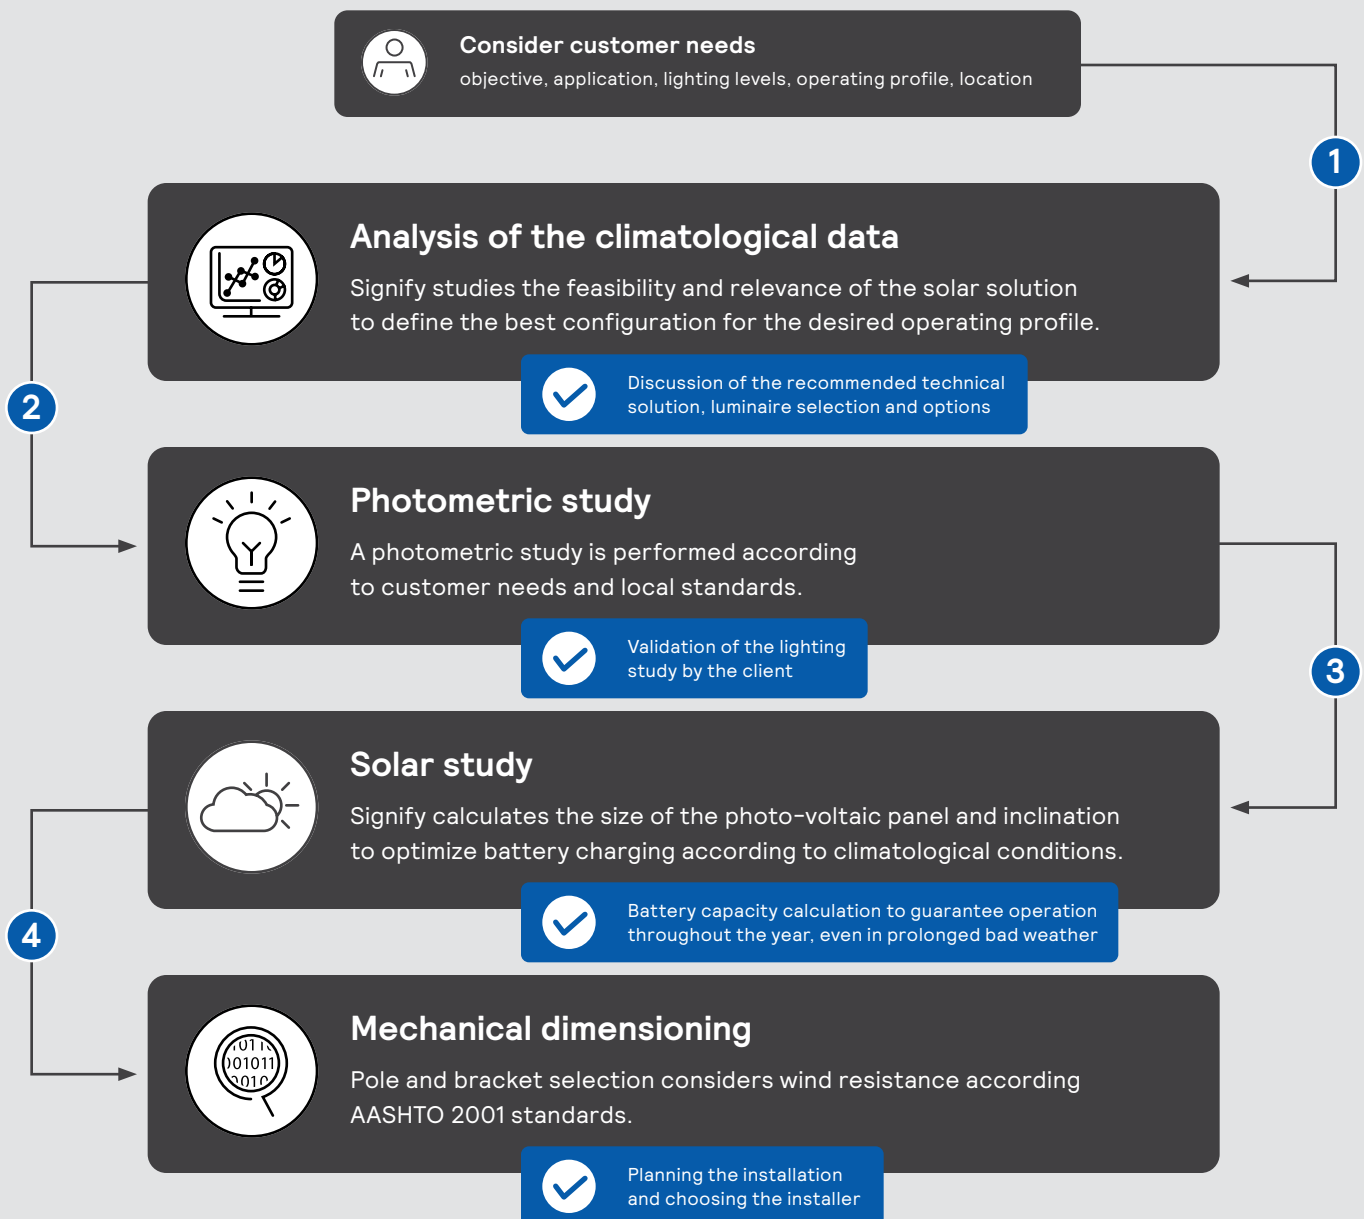 Consider customer needs
objective, application, lighting levels, operating profile, location
1
Analysis of the climatological data
Signify studies the feasibility and relevance of the solar solution
to define the best configuration for the desired operating profile.
Discussion of the recommended technical
solution, luminaire selection and options
2
Photometric study
A photometric study is performed according
to customer needs and local standards.
Validation of the lighting
study by the client
3
Solar study
Signify calculates the size of the photo-voltaic panel and inclination
to optimize battery charging according to climatological conditions.
Battery capacity calculation to guarantee operation
throughout the year, even in prolonged bad weather
4
Mechanical dimensioning
Pole and bracket selection considers wind resistance according
AASHTO 2001 standards.
Planning the installation
and choosing the installer